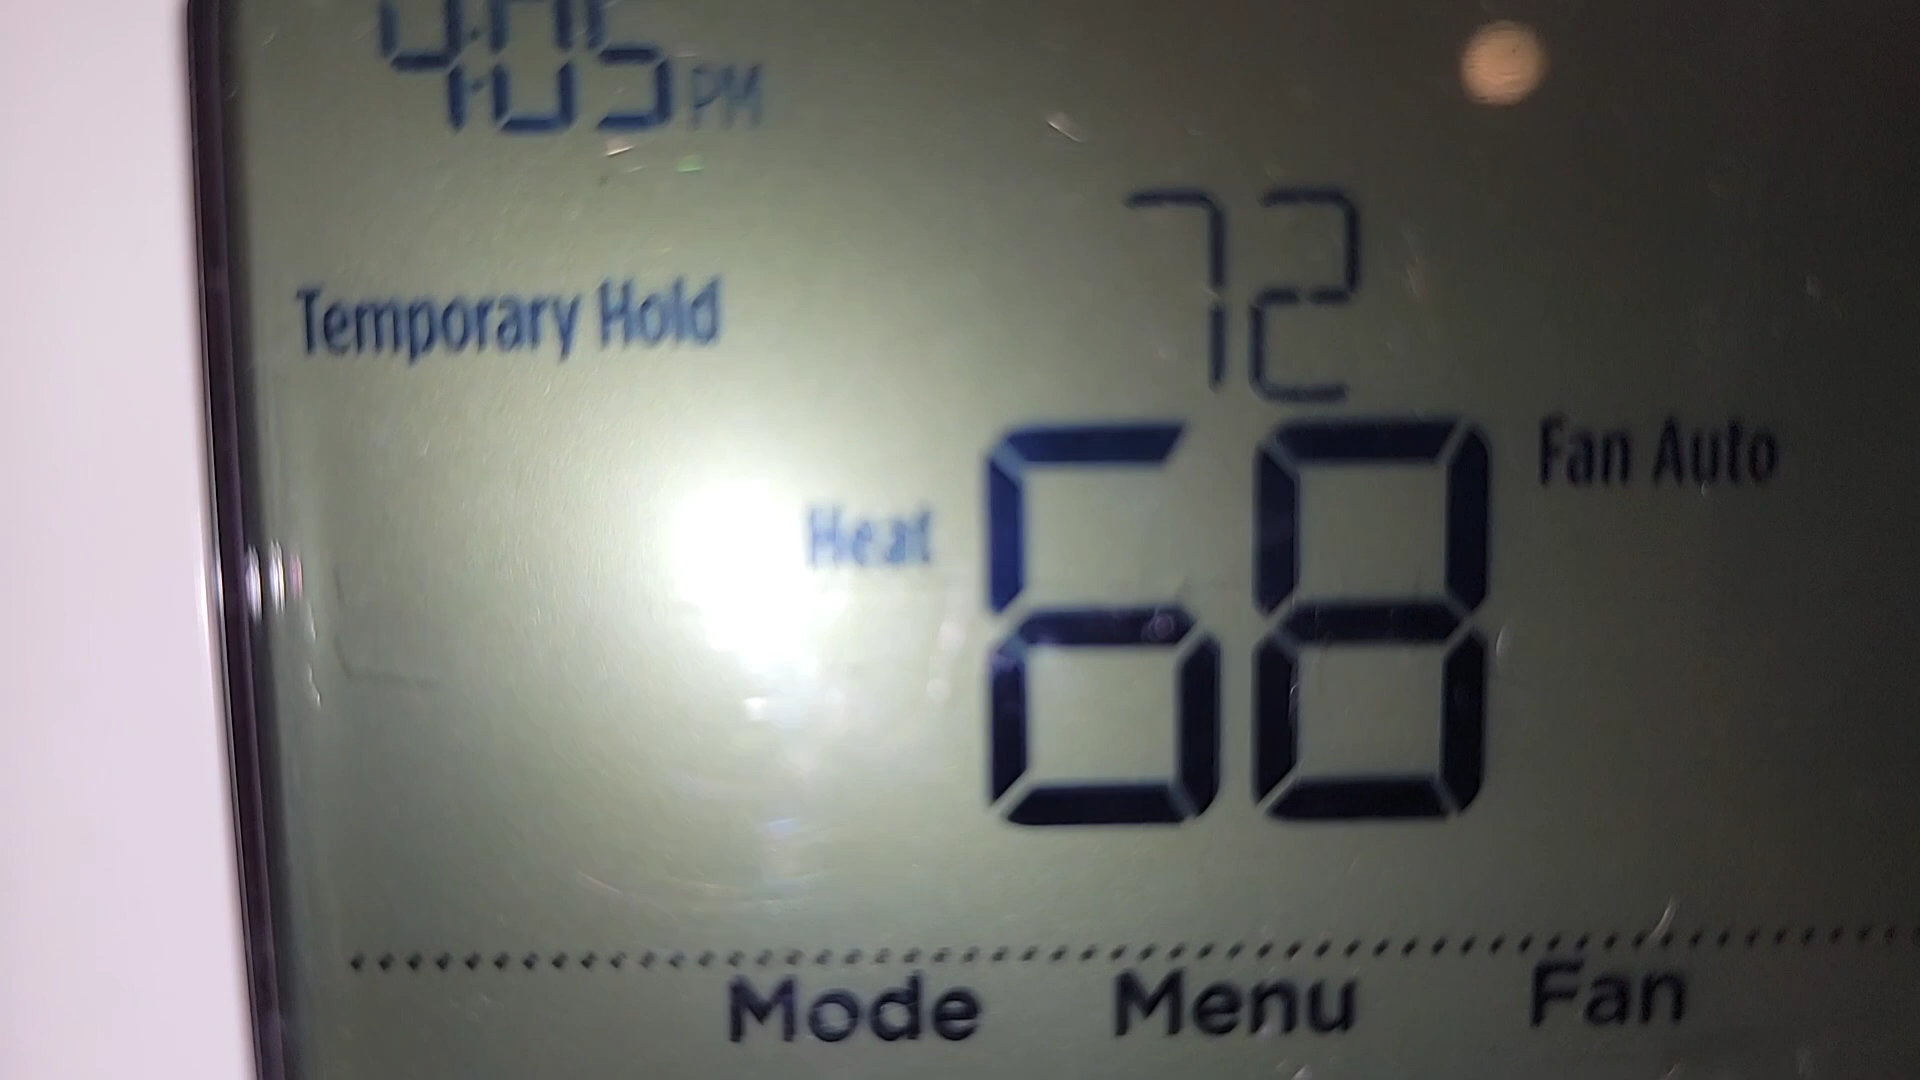 4:05 PM
72
Temporary Hold
Fan Auto
Heat 68
Mode Menu Fan